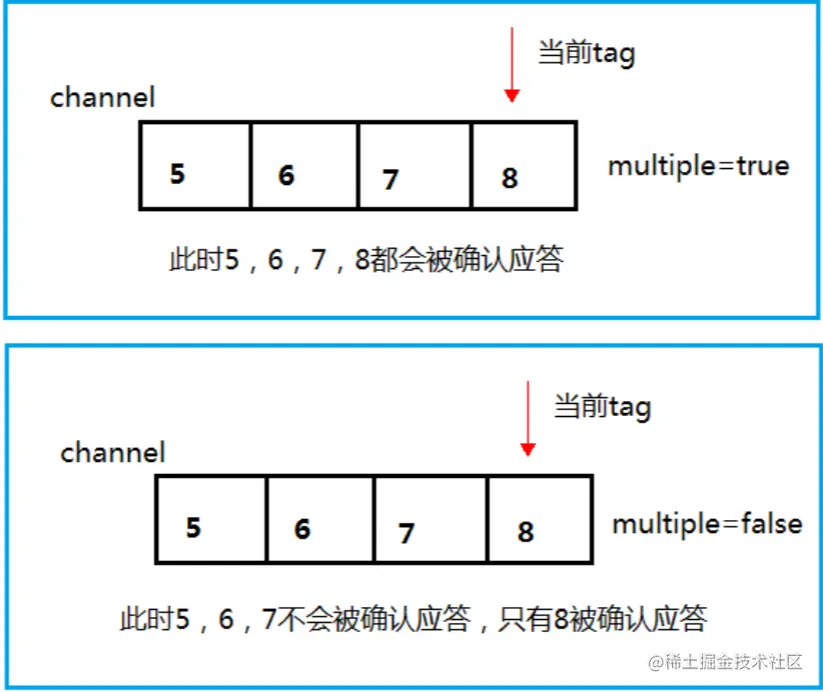 当前tag
channel
5 6 7 8
multiple=true
此时5，6，7，8都会被确认应答
当前tag
channel
5 6 7 8
multiple=false
此时5，6，7不会被确认应答，只有8被确认应答
@稀土掘金技术社区